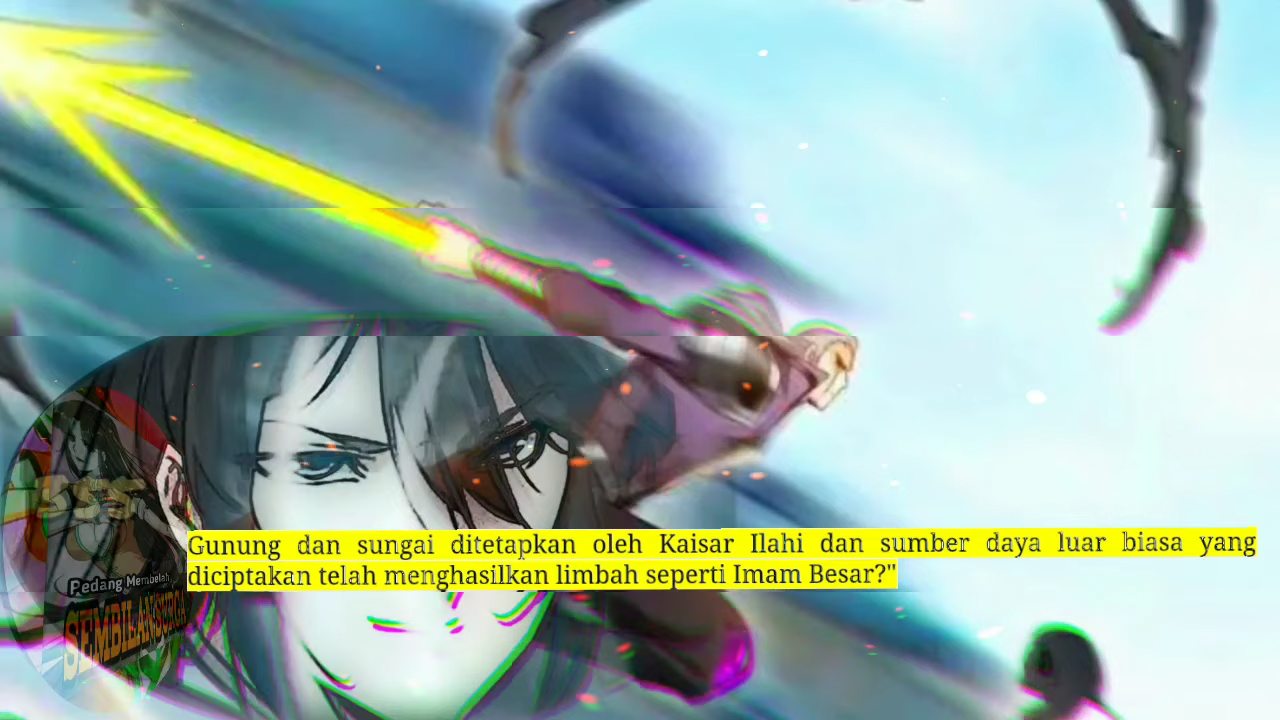 Gunung dan sungai ditetapkan oleh Kaisar Ilahi dan sumber daya luar biasa yang
diciptakan telah menghasilkan limbah seperti Imam Besar?"
Pedang Membelah
SEMBILAN SURGA